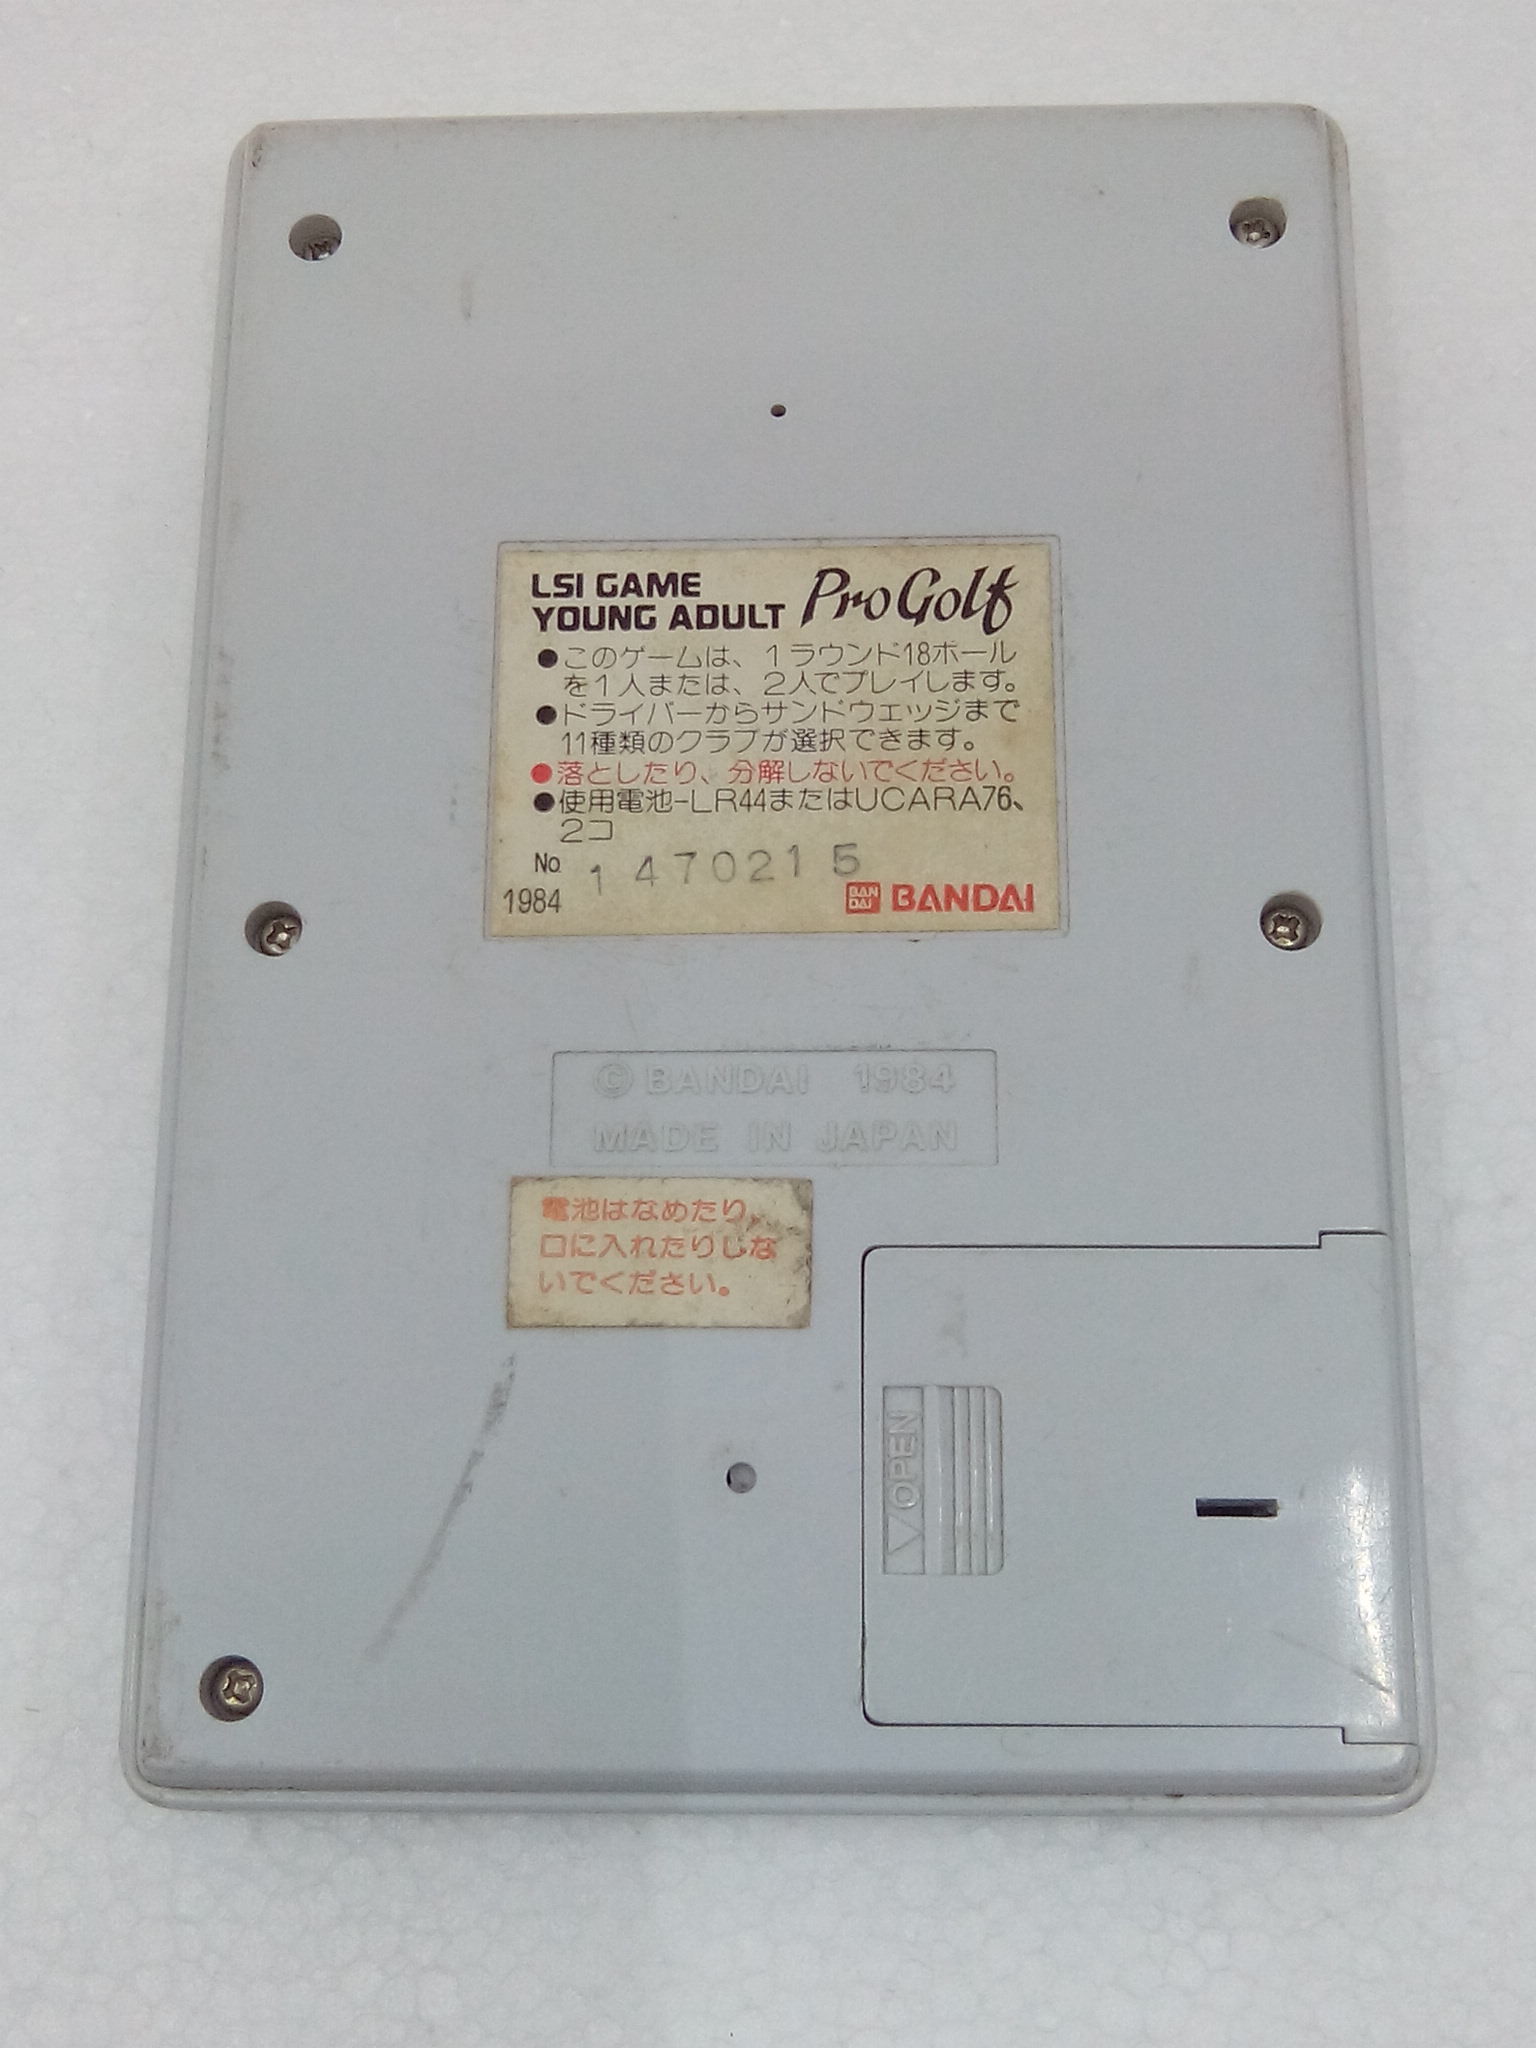 LSI GAME
YOUNG ADULT Pro Golf
●このゲームは、1ラウンド18ホール
を1人または、2人でプレイします。
●ドライバーからサンドウェッジまで
11種類のクラブが選択できます。
●落としたり、分解しないでください。
●使用電池-LR44またはUCARA76、
2コ
No. 1470215
1984 BAN DAI BANDAI
© BANDAI 1984
MADE IN JAPAN
電池はなめたり、
口に入れたりしな
いでください。
OPEN